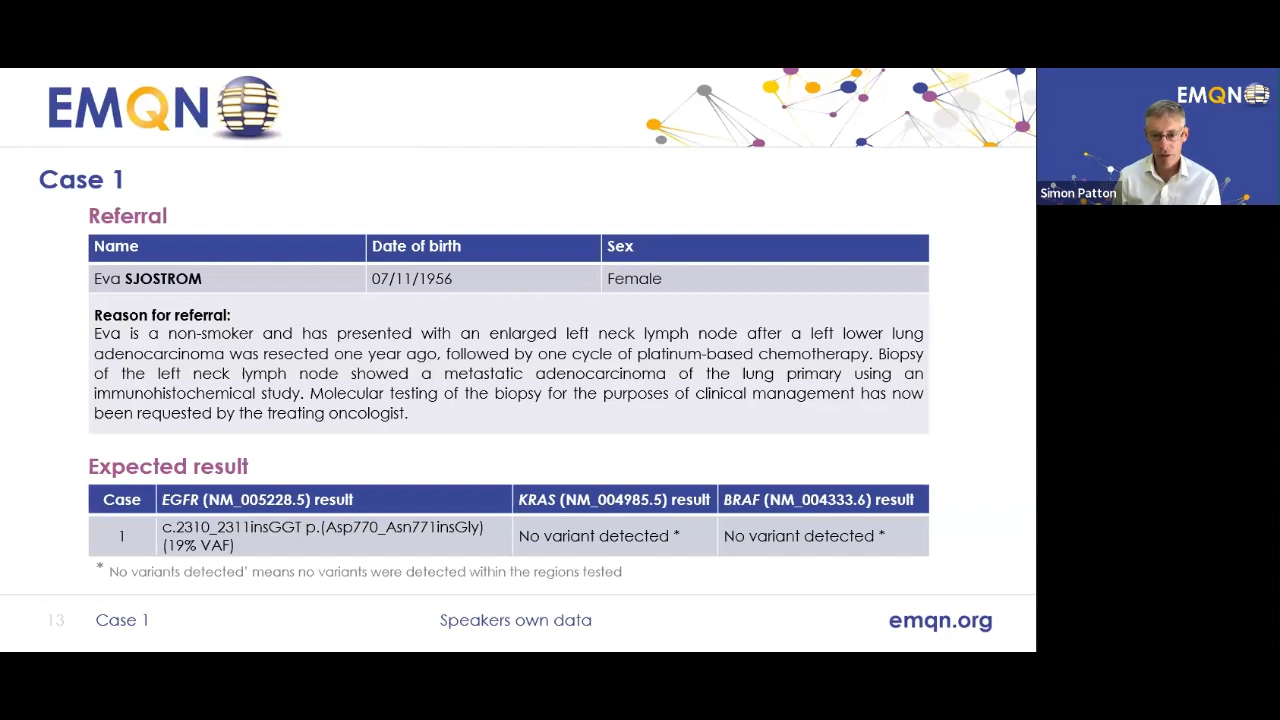 EMQN
EMQN
Simon Patton
Case 1
Referral
Name Date of birth Sex
Eva SJOSTROM 07/11/1956 Female
Reason for referral:
Eva is a non-smoker and has presented with an enlarged left neck lymph node after a left lower lung
adenocarcinoma was resected one year ago, followed by one cycle of platinum-based chemotherapy. Biopsy
of the left neck lymph node showed a metastatic adenocarcinoma of the lung primary using an
immunohistochemical study. Molecular testing of the biopsy for the purposes of clinical management has now
been requested by the treating oncologist.
Expected result
Case EGFR (NM_005228.5) result KRAS (NM_004985.5) result BRAF (NM_004333.6) result
1 c.2310_2311insGGT p.(Asp770_Asn771insGly) No variant detected * No variant detected *
(19% VAF)
* No variants detected' means no variants were detected within the regions tested
13 Case 1 Speakers own data emqn.org